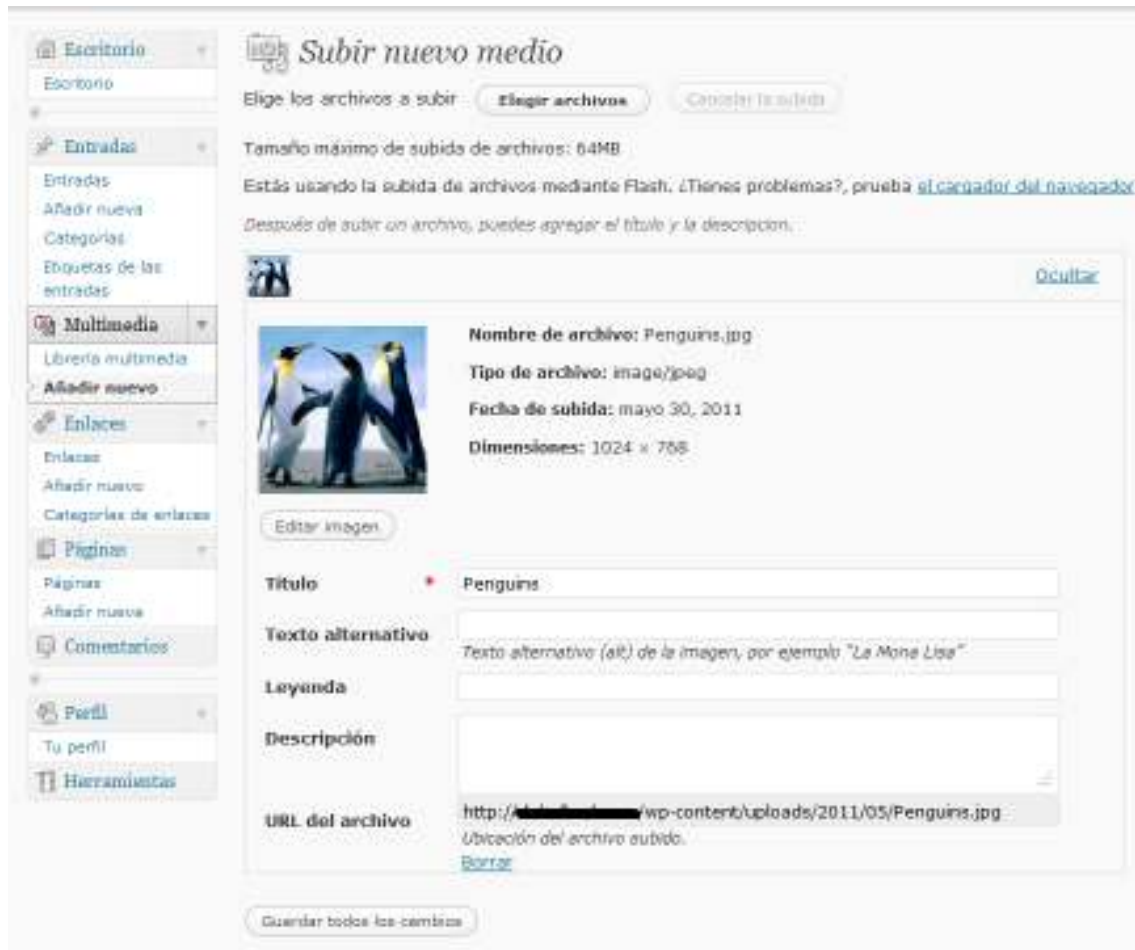 Escritorio
Escritorio
Entradas
Entradas
Añadir nueva
Categorías
Etiquetas de las
entradas
Multimedia
Librería multimedia
Añadir nuevo
Enlaces
Enlaces
Añadir nuevo
Categorías de enlaces
Páginas
Páginas
Añadir nueva
Comentarios
Perfil
Tu perfil
Herramientas
Subir nuevo medio
Elige los archivos a subir Elegir archivos Cancelar la subida
Tamaño máximo de subida de archivos: 64MB
Estás usando la subida de archivos mediante Flash. ¿Tienes problemas?, prueba el cargador del navegador
Después de subir un archivo, puedes agregar el título y la descripcion.
Ocultar
Nombre de archivo: Penguins.jpg
Tipo de archivo: image/jpeg
Fecha de subida: mayo 30, 2011
Dimensiones: 1024 × 768
Editar imagen
Título * Penguins
Texto alternativo
Texto alternativo (alt) de la imagen, por ejemplo "La Mona Lisa"
Leyenda
Descripción
URL del archivo http:// /wp-content/uploads/2011/05/Penguins.jpg
Ubicación del archivo subido.
Borrar
Guardar todos los cambios